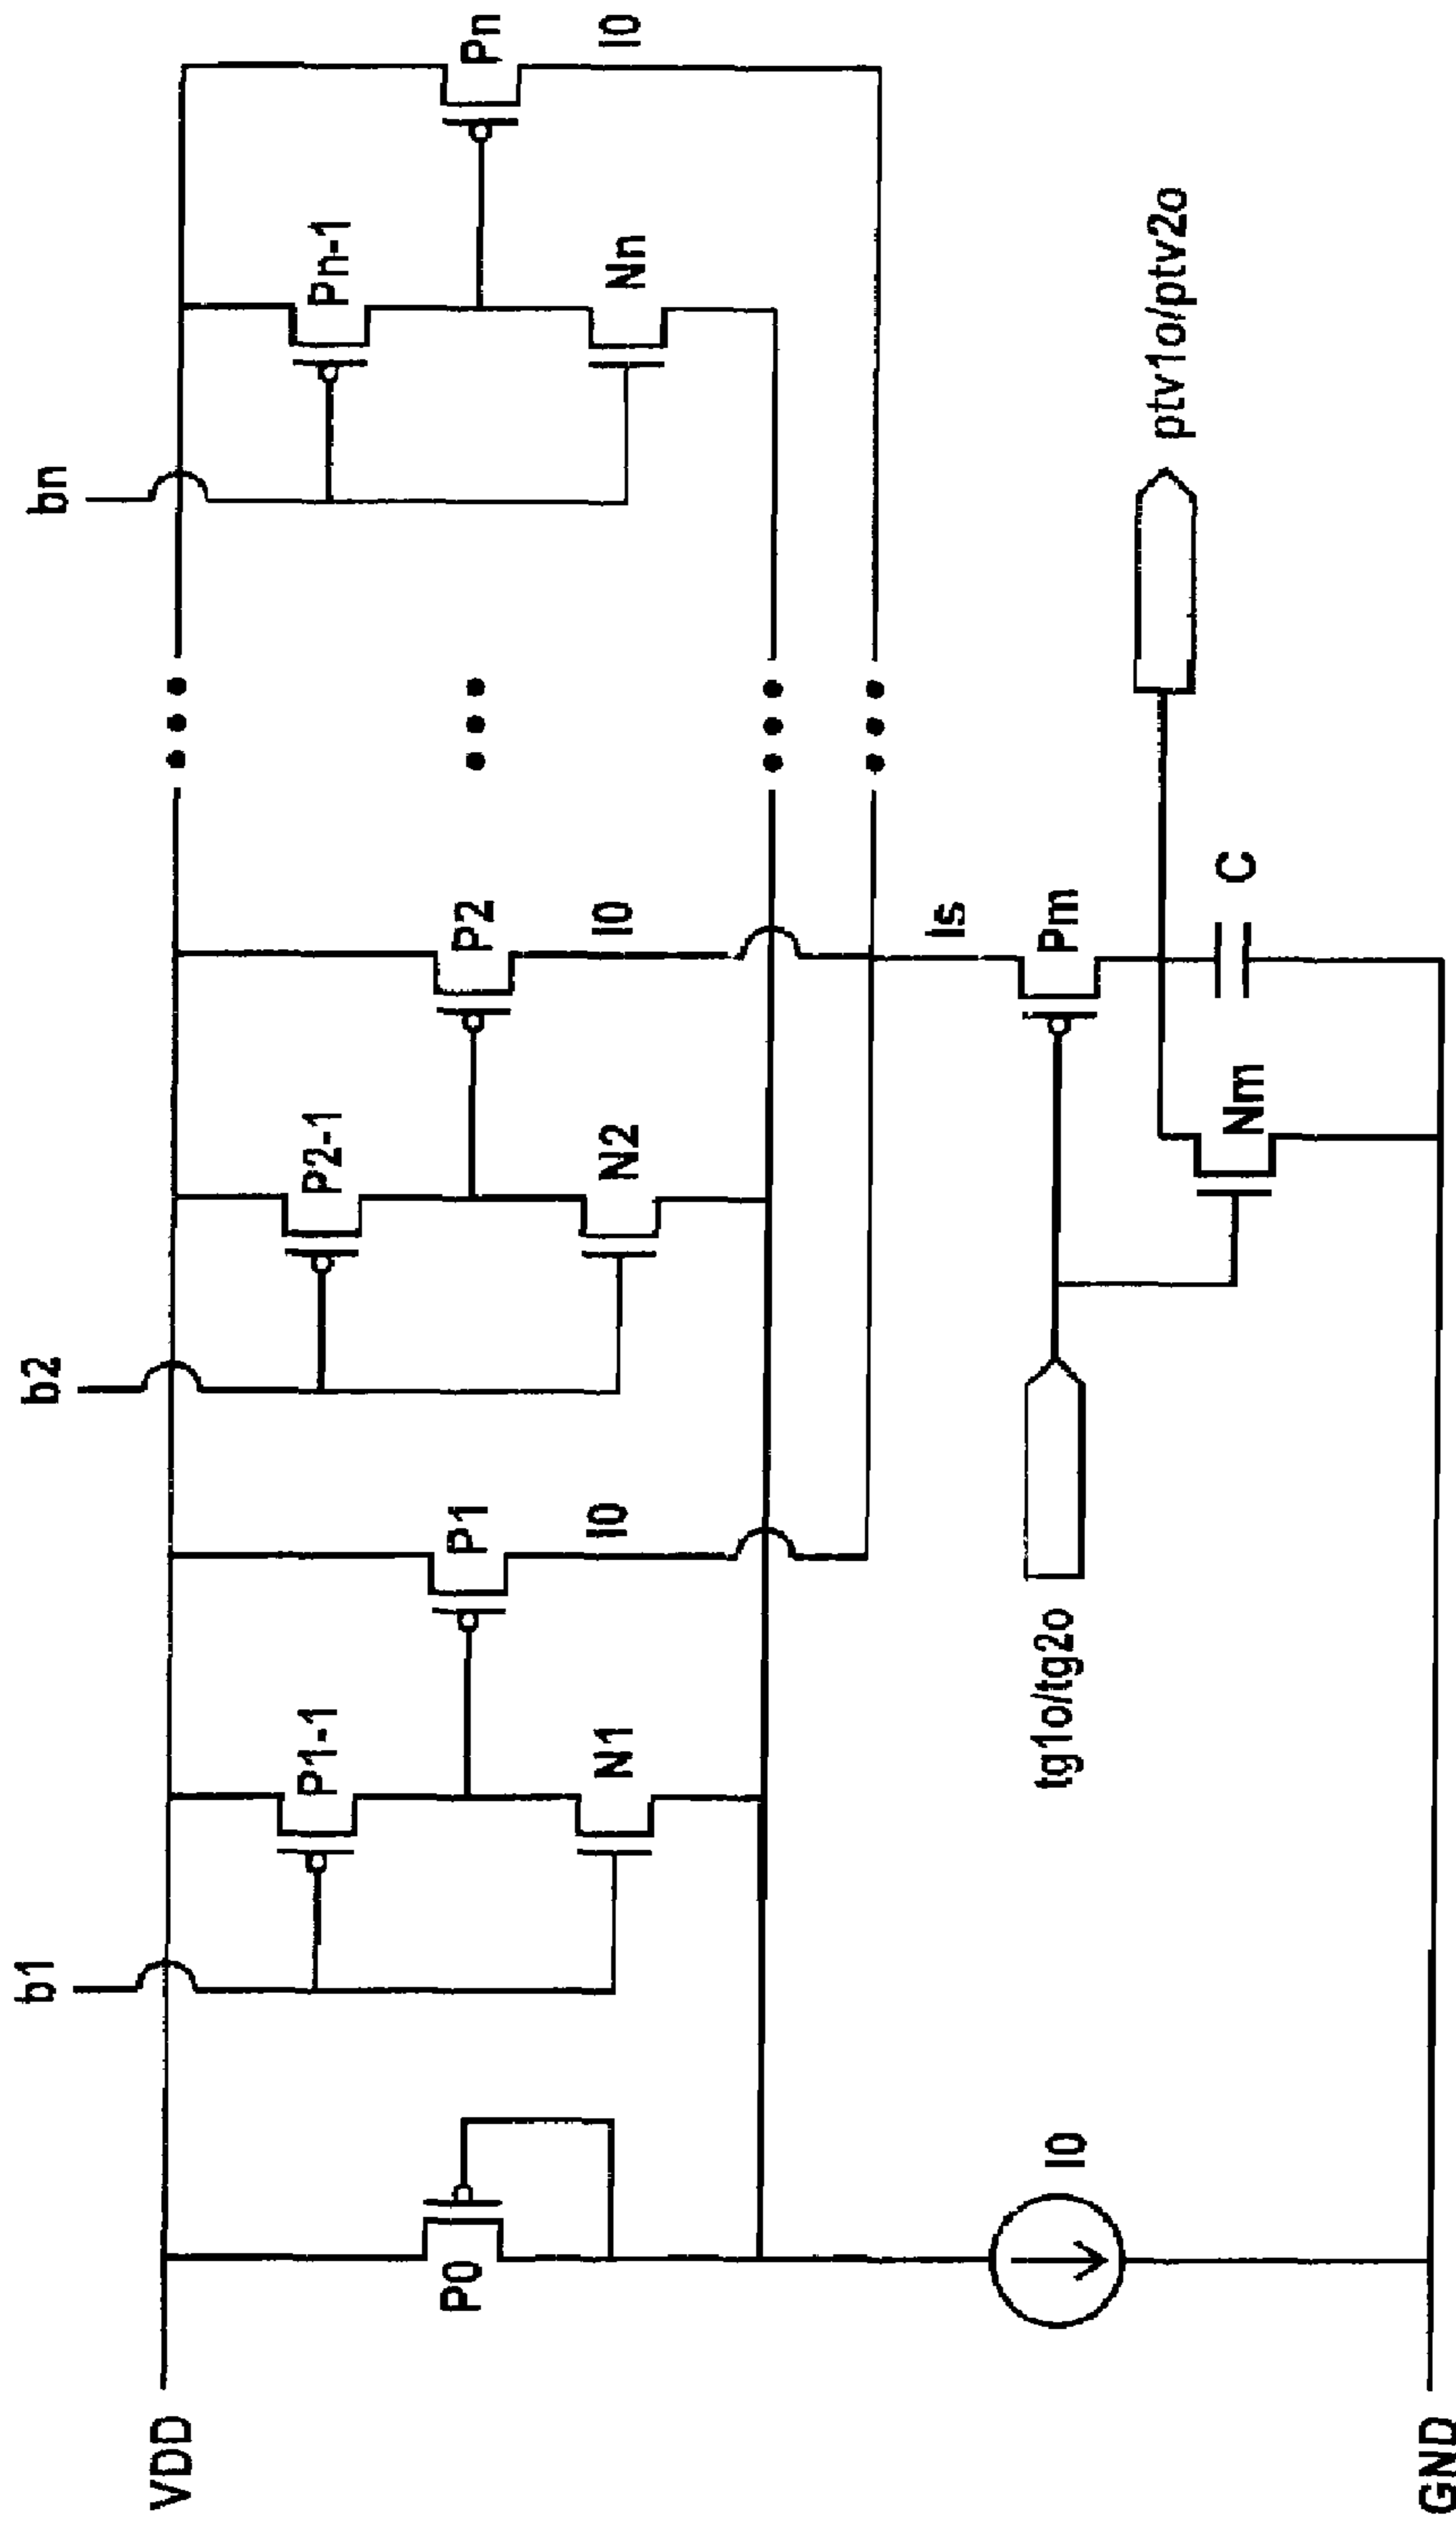 b1
b2
bn
VDD
P0
P1-1
P1
P2-1
P2
Pn-1
Pn
N1
I0
N2
I0
Nn
I0
Is
I0
tg1o/tg2o
Pm
Nm
C
ptv1o/ptv2o
GND